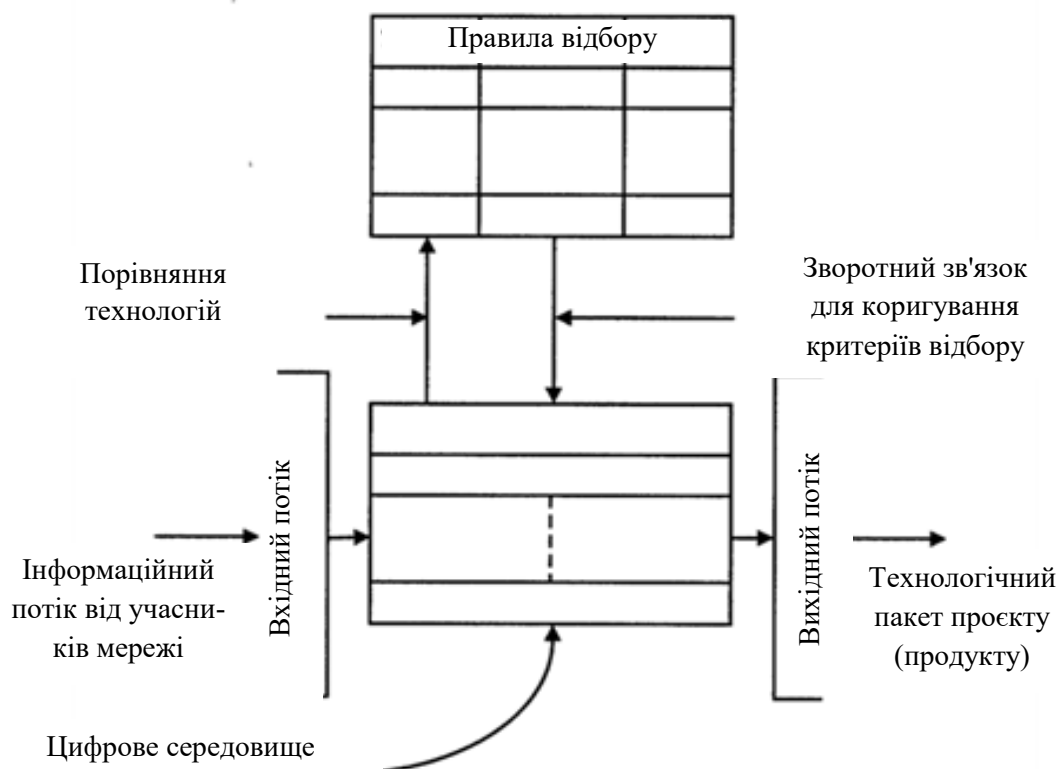 Правила відбору
Порівняння
технологій
Зворотний зв'язок
для коригування
критеріїв відбору
Вхідний потік
Вихідний потік
Інформаційний
потік від учасни-
ків мережі
Технологічний
пакет проєкту
(продукту)
Цифрове середовище